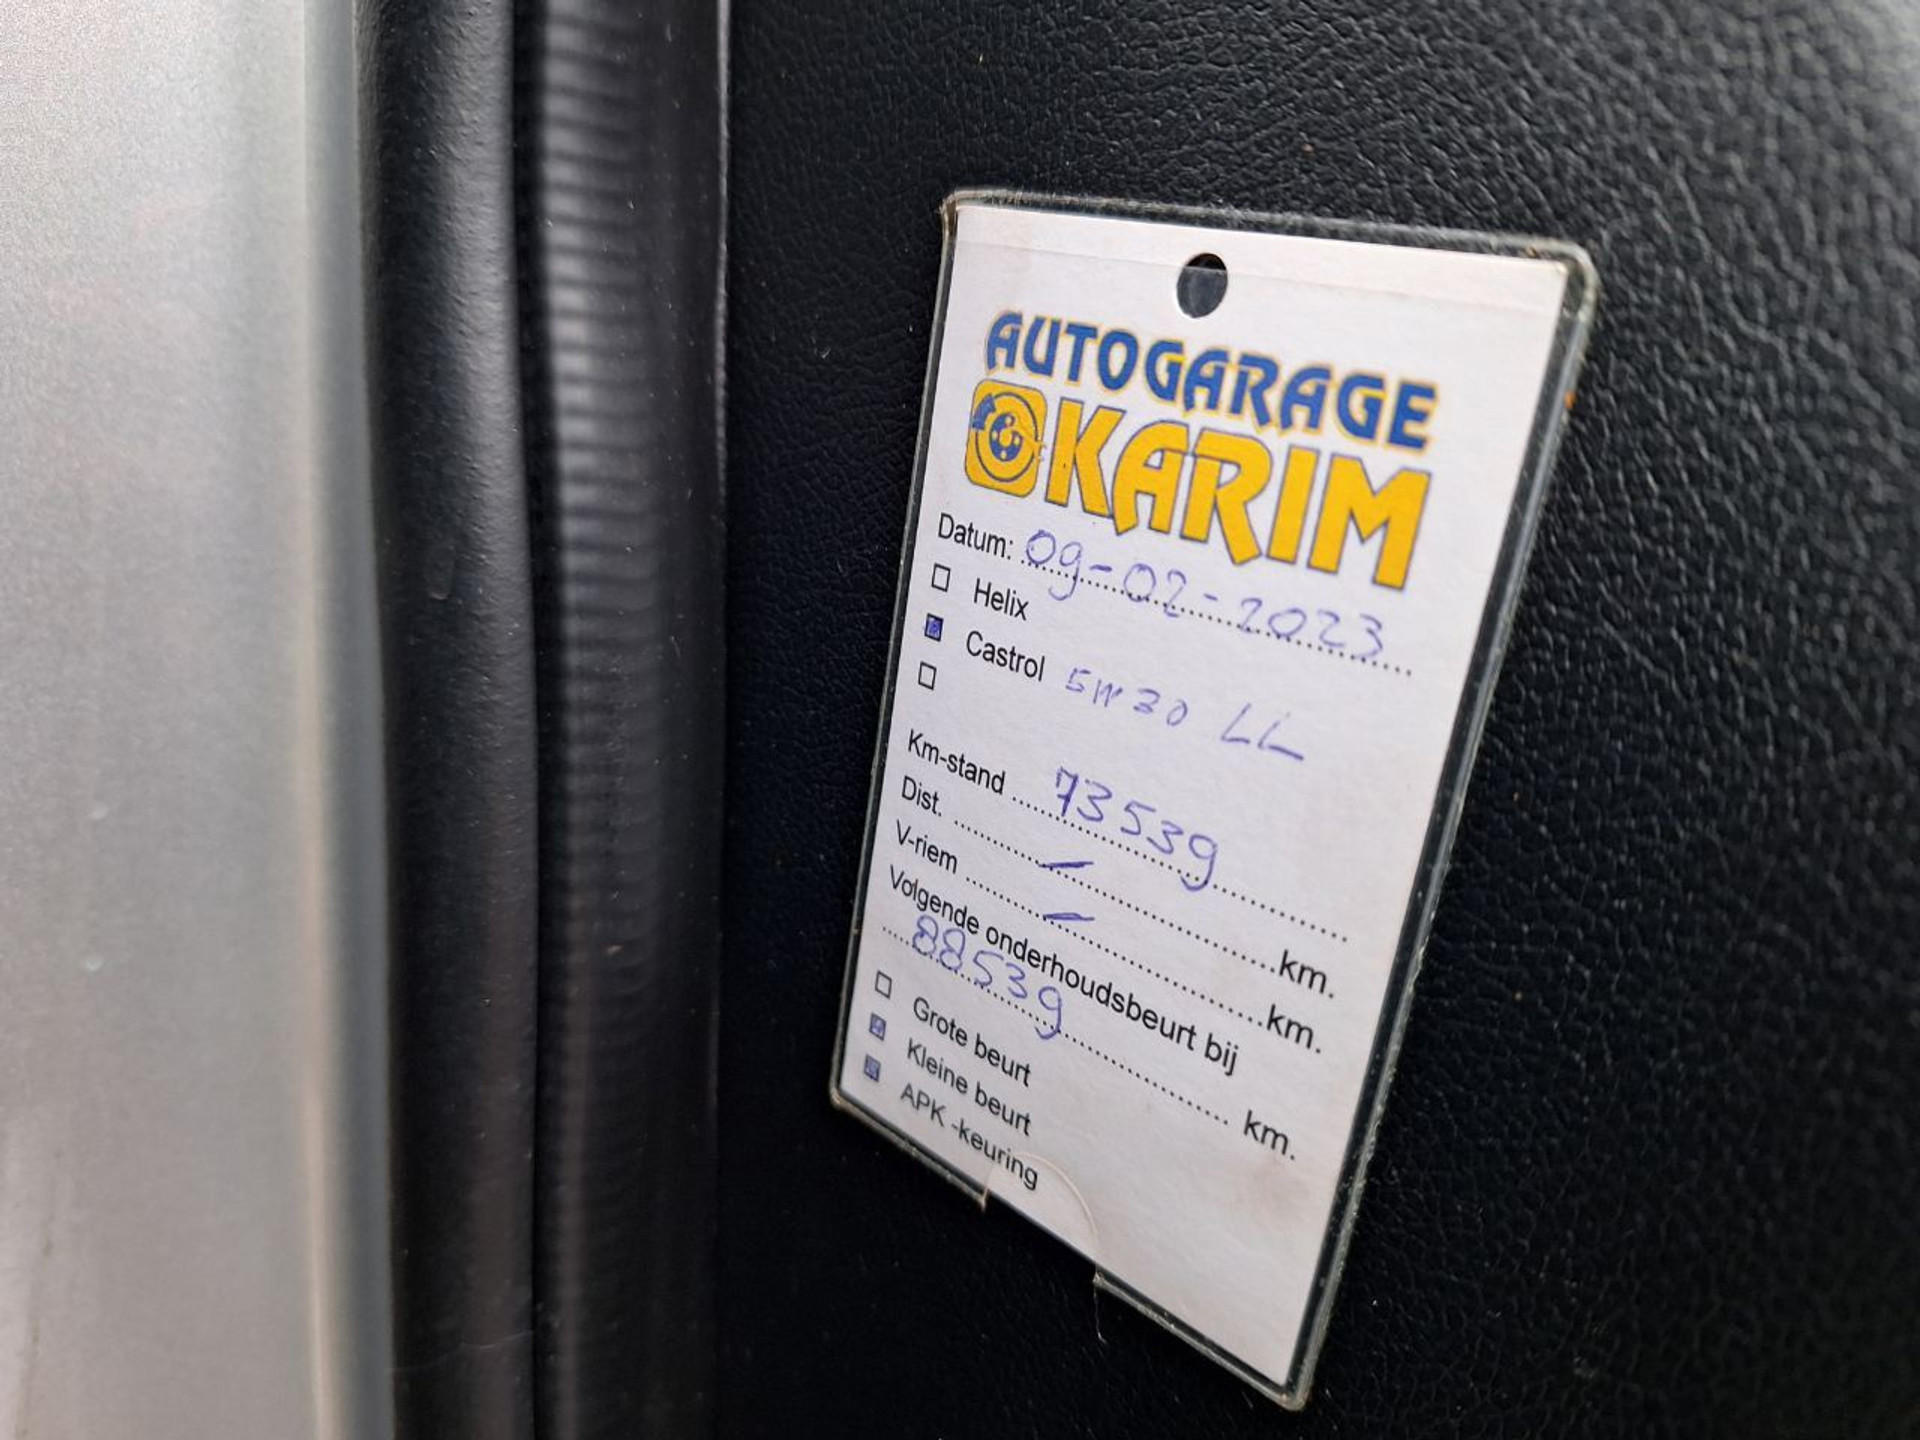 AUTOGARAGE
KARIM
Datum: 09-02-2023
Helix
Castrol 5W30 LL
Km-stand 73539
Dist. – km.
V-riem – km.
Volgende onderhoudsbeurt bij
88539 km.
Grote beurt
Kleine beurt
APK -keuring